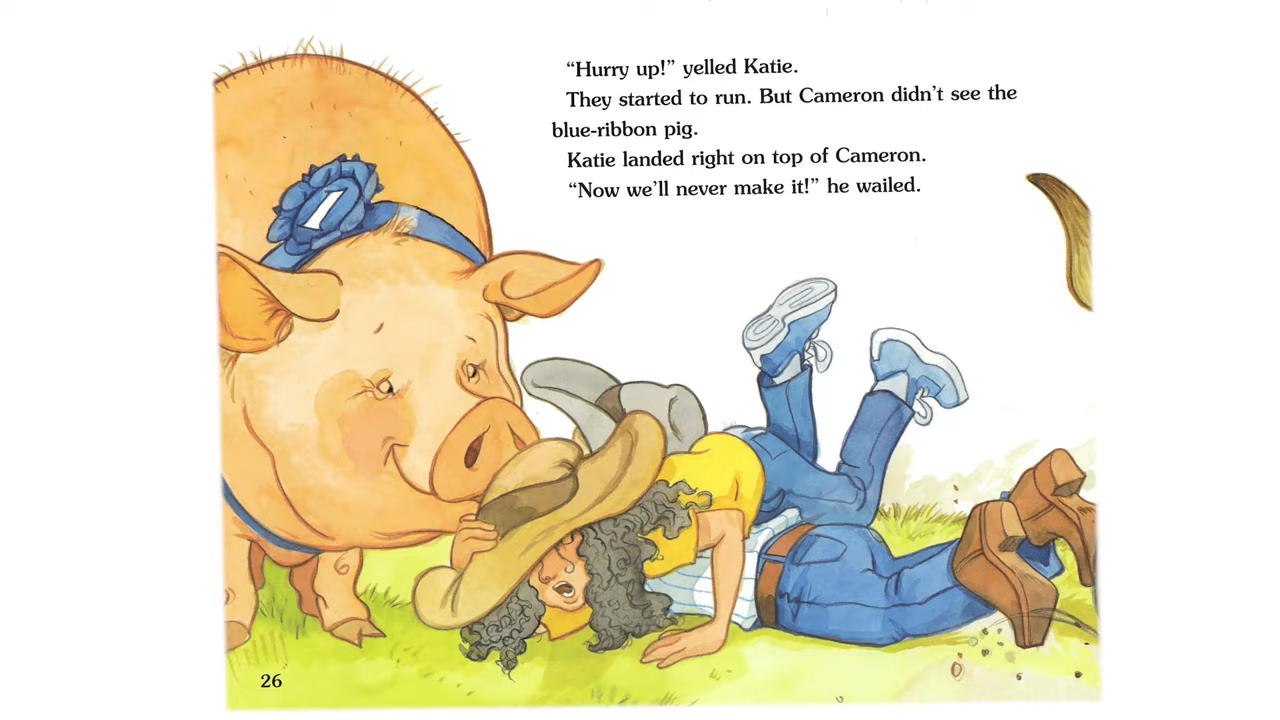 “Hurry up!” yelled Katie.
They started to run. But Cameron didn’t see the
blue-ribbon pig.
Katie landed right on top of Cameron.
“Now we’ll never make it!” he wailed.
1
26